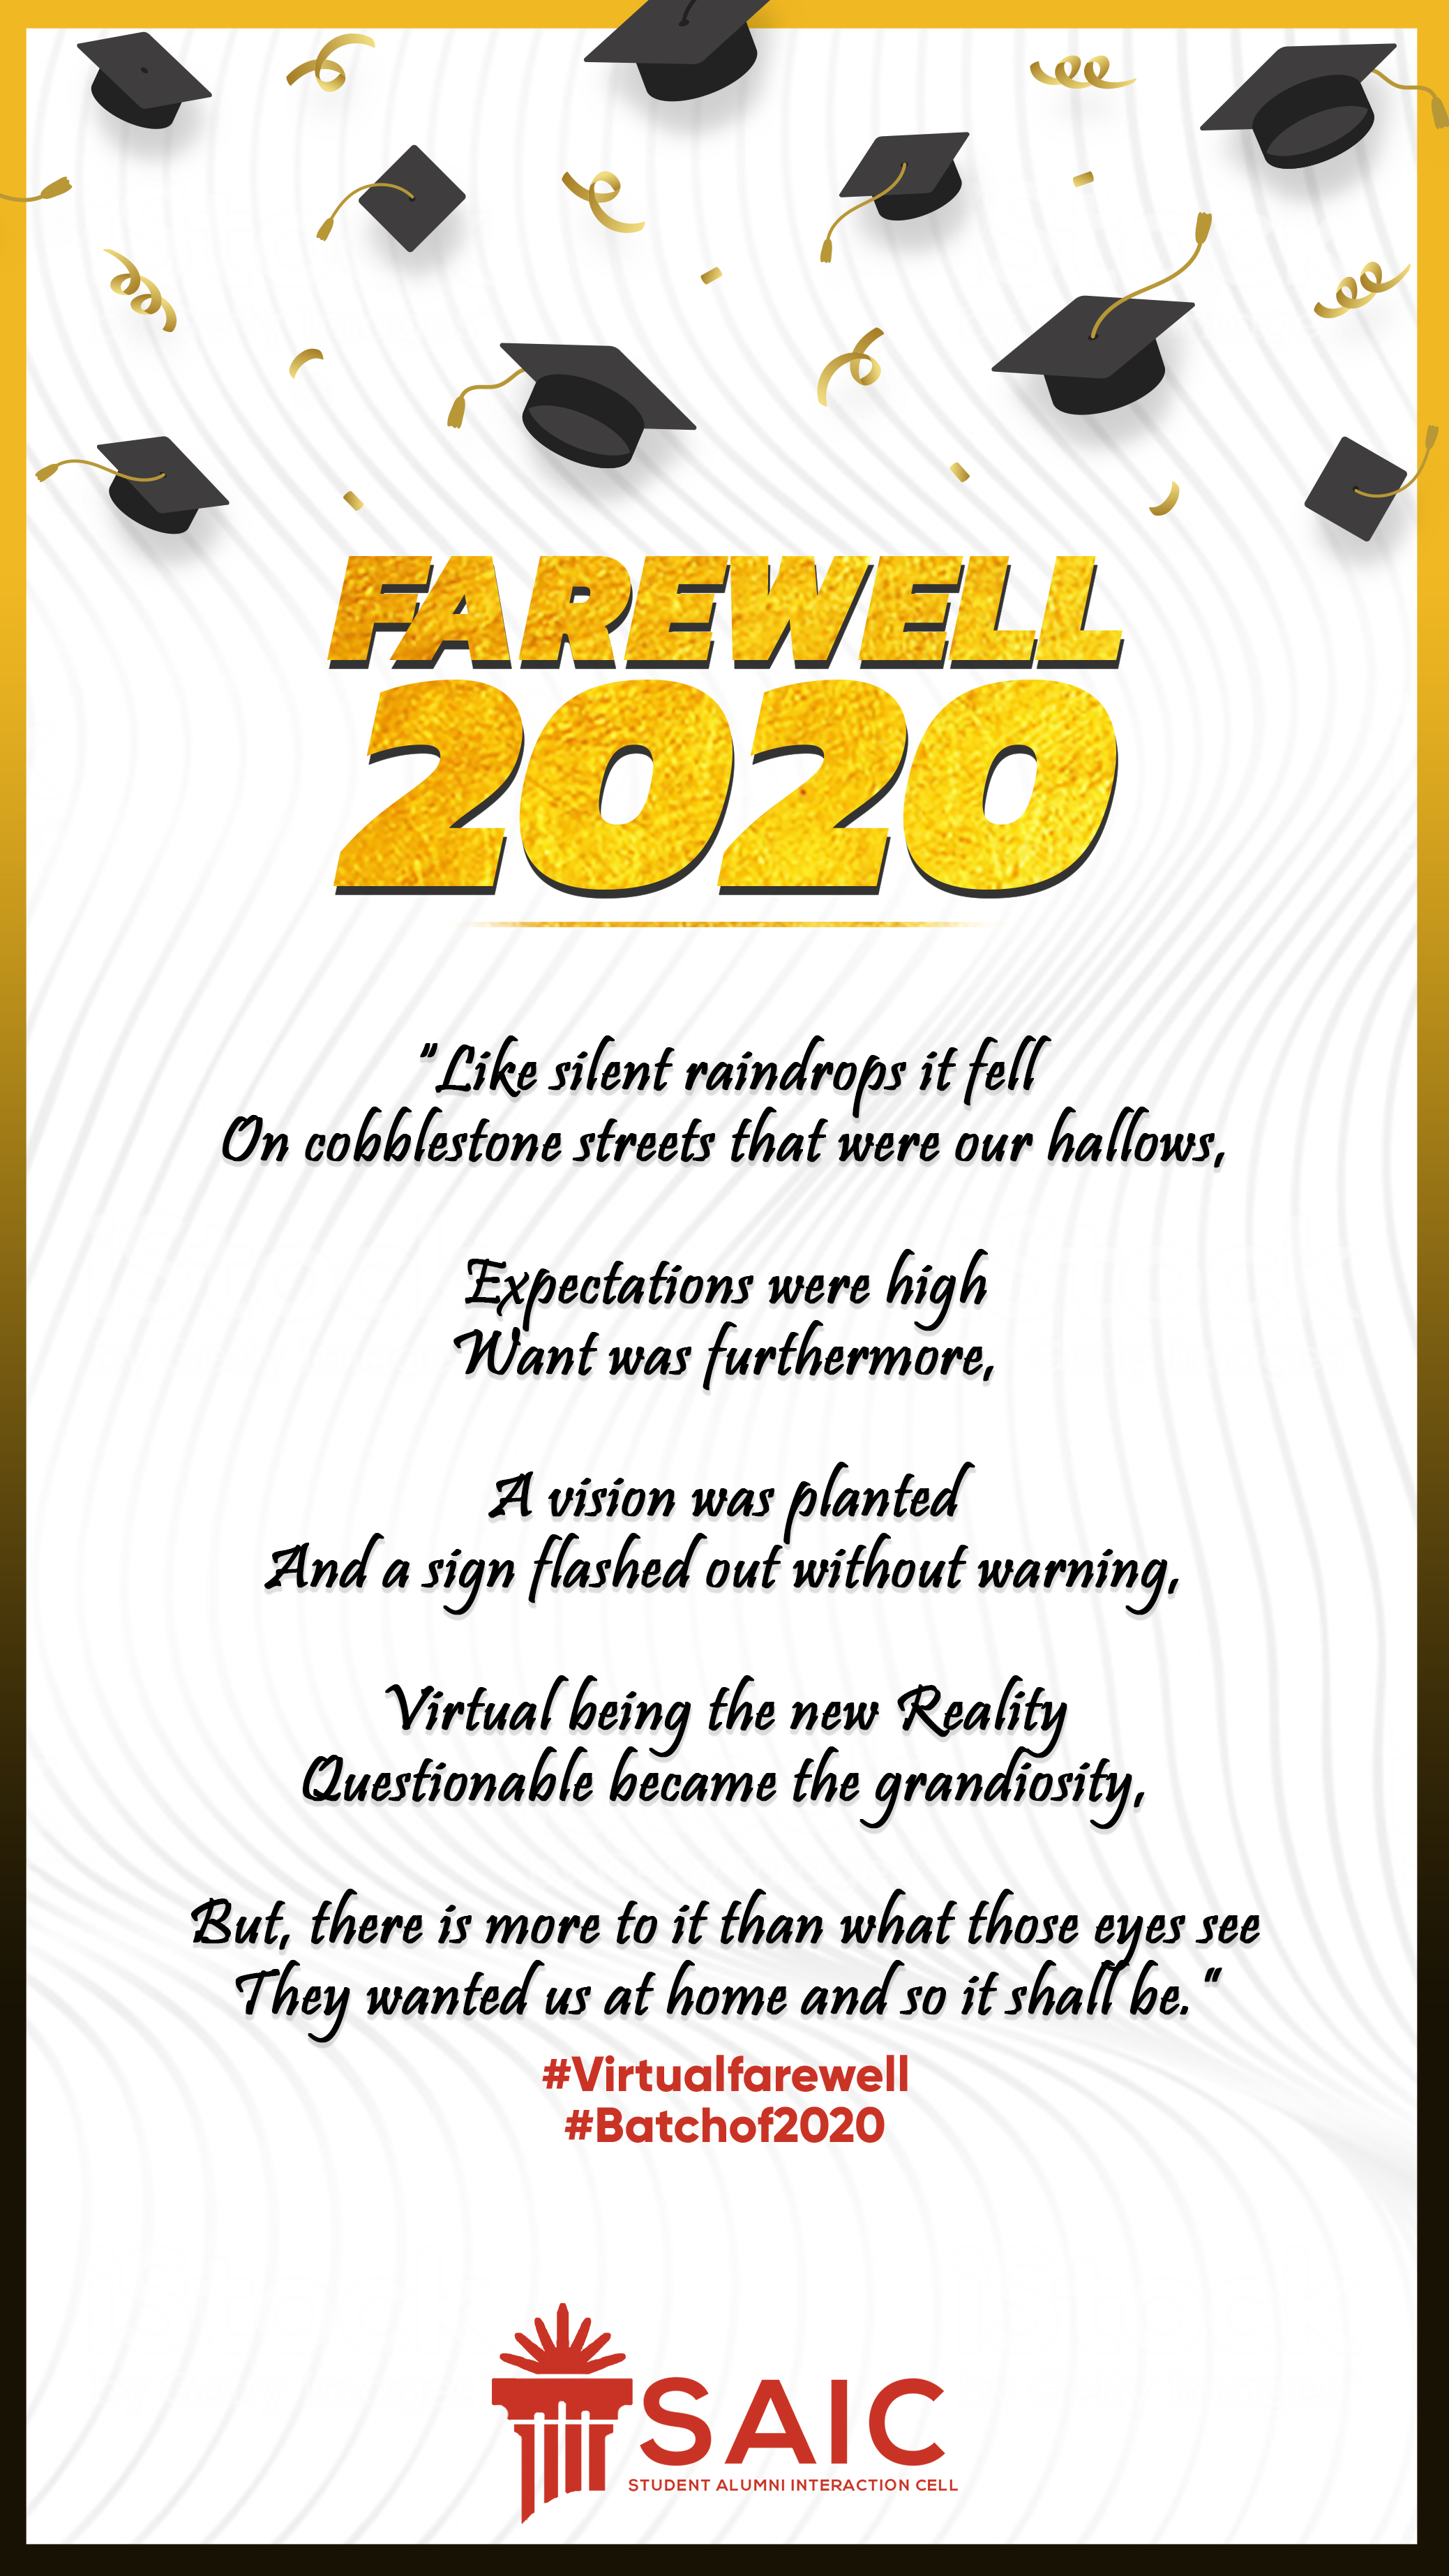 FAREWELL
2020
"Like silent raindrops it fell
On cobblestone streets that were our hallows,
Expectations were high
Want was furthermore,
A vision was planted
And a sign flashed out without warning,
Virtual being the new Reality
Questionable became the grandiosity,
But, there is more to it than what those eyes see
They wanted us at home and so it shall be."
#Virtualfarewell
#Batchof2020
SAIC
STUDENT ALUMNI INTERACTION CELL